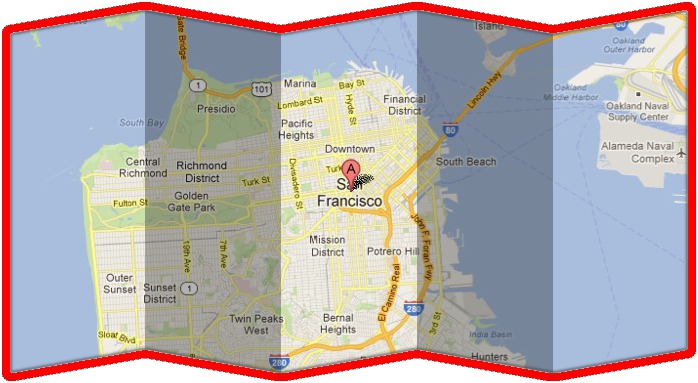 Gate Bridge
Island
80
Oakland
Outer Harbor
1
101
Marina
Bay St
Lincoln Hwy
Oakland
Middle Harbor
Lombard St
Hyde St
Financial
District
Presidio
Oakland Naval
Supply Center
South Bay
Pacific
Heights
80
Downtown
Alameda Naval
Complex
Central
Richmond
Richmond
District
Divisadero St
A
South Beach
Turk St
San
Francisco
Fulton St
Golden
Gate Park
John F. Foran Fwy
19th Ave
7th Ave
Mission
District
Potrero Hill
Outer
Sunset
Sunset
District
1
El Camino Real
280
Twin Peaks
West
Bernal
Heights
3rd St
Sloat Blvd
India Basin
280
Hunters